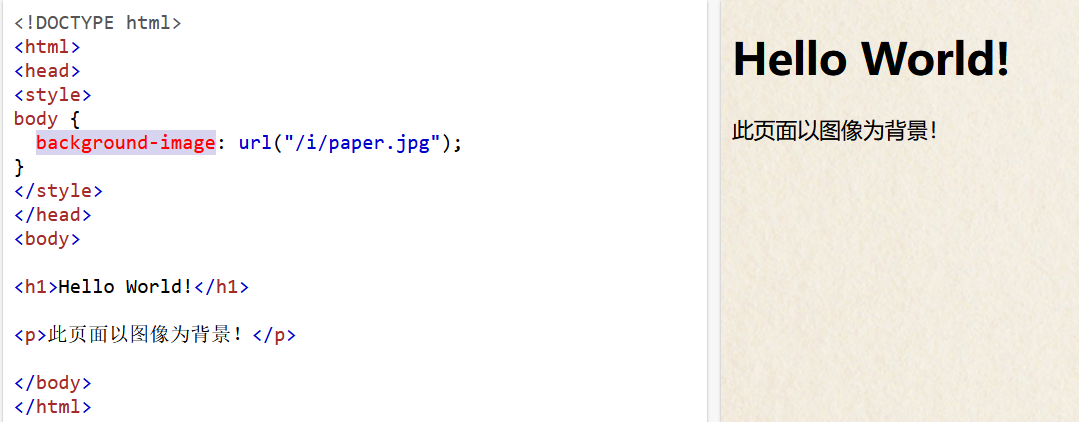 <!DOCTYPE html>
<html>
<head>
<style>
body {
  background-image: url("/i/paper.jpg");
}
</style>
</head>
<body>
<h1>Hello World!</h1>
<p>此页面以图像为背景！</p>
</body>
</html>
Hello World!
此页面以图像为背景！